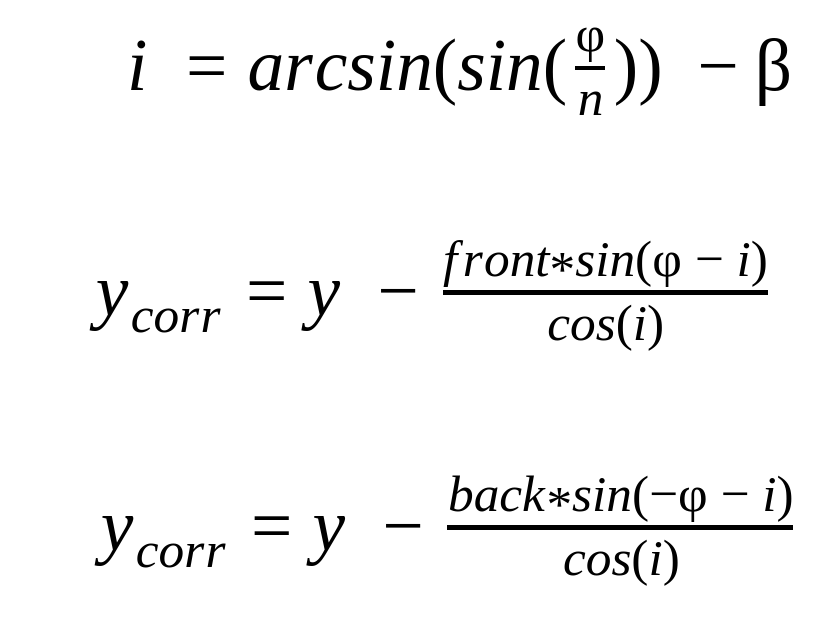 i = arcsin(sin(φ/n)) − β
y_corr = y − front*sin(φ − i)/cos(i)
y_corr = y − back*sin(−φ − i)/cos(i)